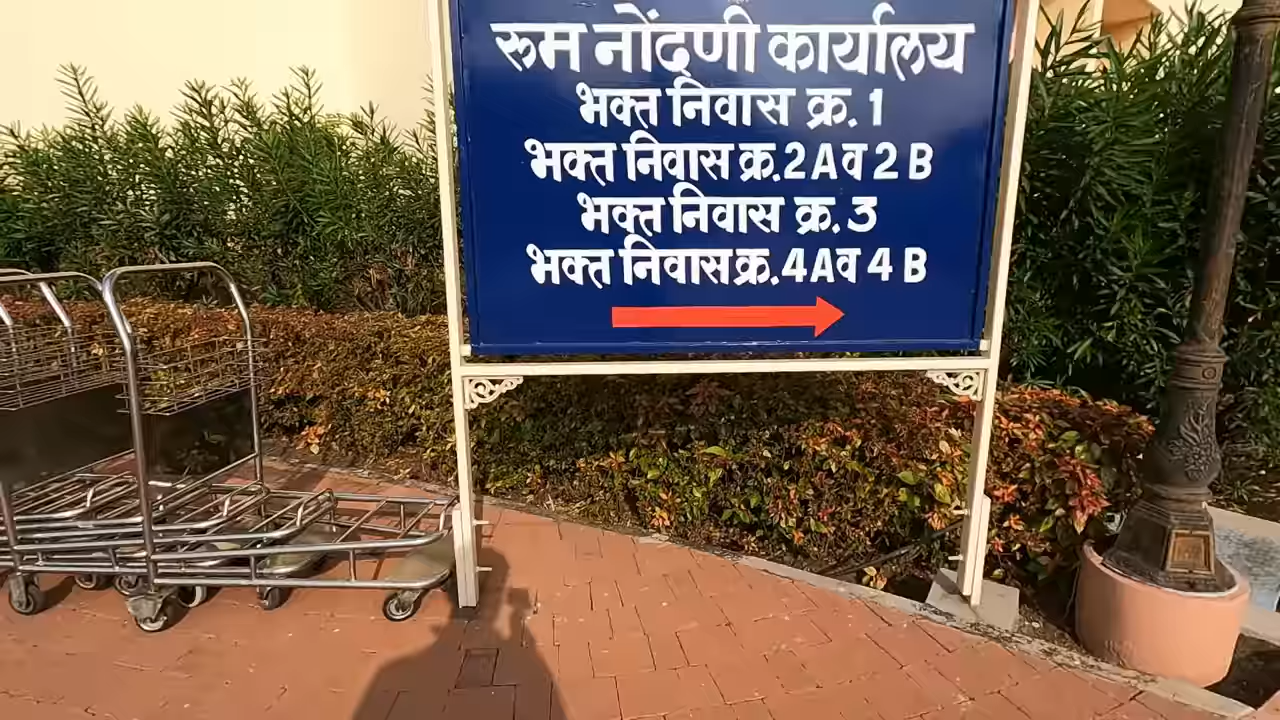 रूम नोंदणी कार्यालय
भक्त निवास क्र. 1
भक्त निवास क्र. 2 A व 2 B
भक्त निवास क्र. 3
भक्त निवास क्र. 4 A व 4 B